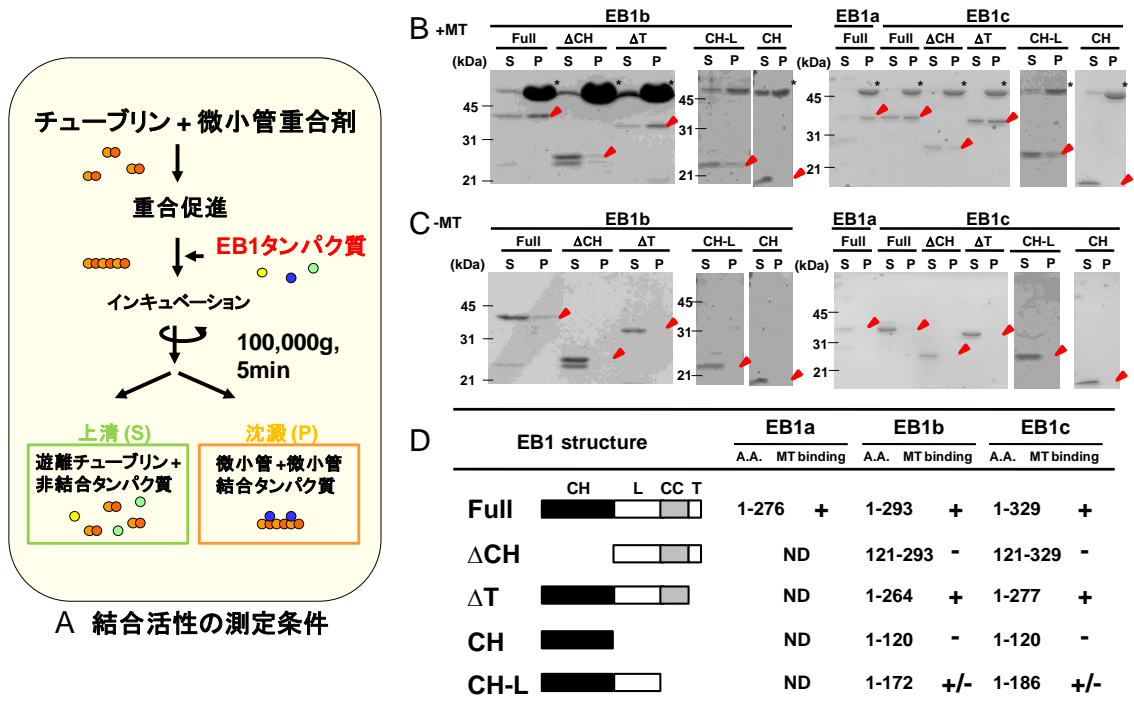 チューブリン + 微小管重合剤
重合促進
EB1タンパク質
インキュベーション
100,000g,
5min
上清 (S)
沈澱 (P)
遊離チューブリン +
非結合タンパク質
微小管 + 微小管
結合タンパク質
A 結合活性の測定条件
B +MT
EB1b
EB1a
EB1c
Full ΔCH ΔT CH-L CH
Full Full ΔCH ΔT CH-L CH
(kDa) S P S P S P S P S P
(kDa) S P S P S P S P S P S P
* * * * *
* * * * * *
45 45 45 45
31 31 31 31
21 21 21 21
C -MT
EB1b
EB1a
EB1c
Full ΔCH ΔT CH-L CH
Full Full ΔCH ΔT CH-L CH
(kDa) S P S P S P S P S P
(kDa) S P S P S P S P S P S P
45 45 45
31 31 31
21 21 21
D EB1 structure EB1a EB1b EB1c
A.A. MT binding A.A. MT binding A.A. MT binding
CH L CC T
Full 1-276 + 1-293 + 1-329 +
ΔCH ND 121-293 - 121-329 -
ΔT ND 1-264 + 1-277 +
CH ND 1-120 - 1-120 -
CH-L ND 1-172 +/- 1-186 +/-